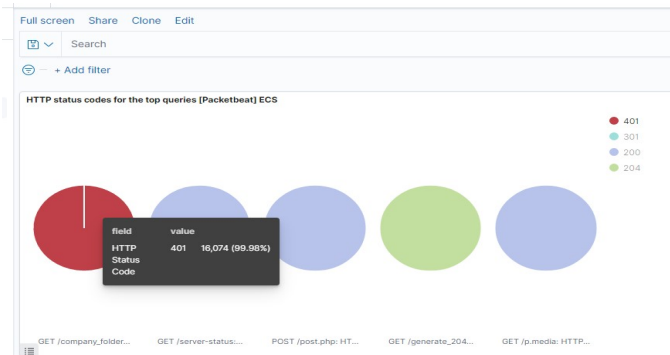 Full screen Share Clone Edit
Search
+ Add filter
HTTP status codes for the top queries [Packetbeat] ECS
401
301
200
204
field value
HTTP Status Code 401 16,074 (99.98%)
GET /company_folder... GET /server-status:... POST /post.php: HT... GET /generate_204... GET /p.media: HTTP...